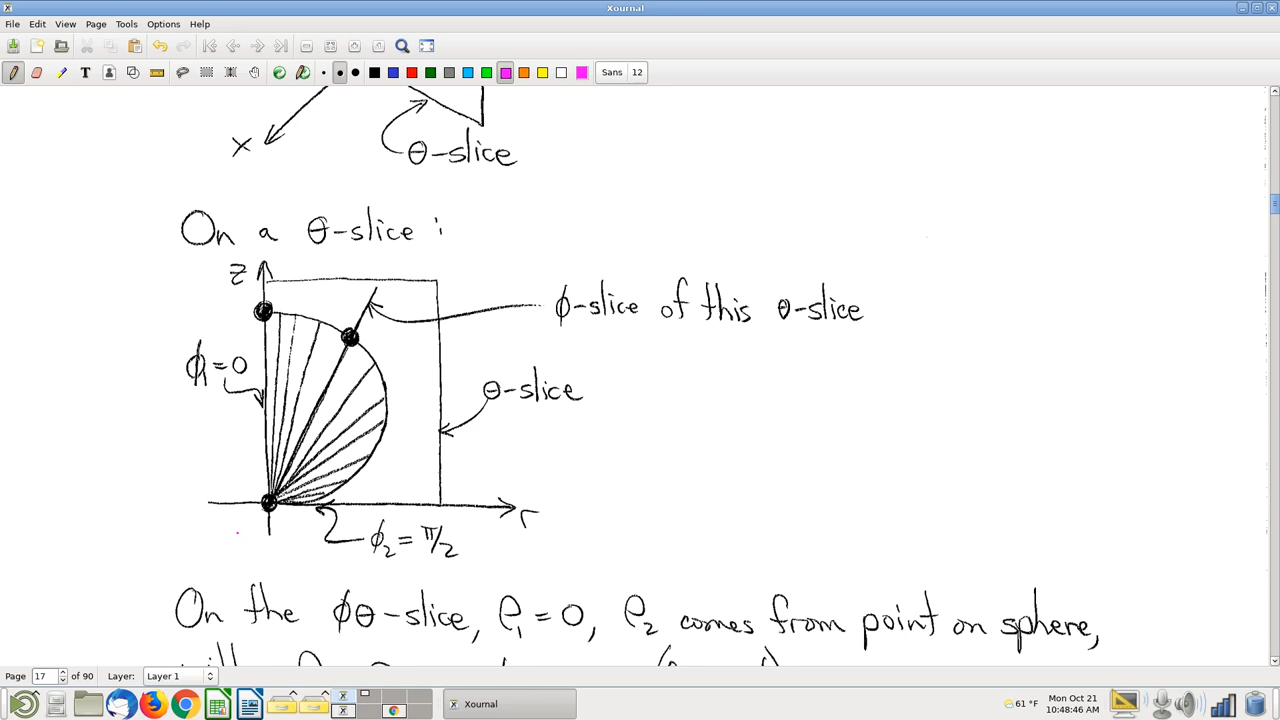 Xournal
File Edit View Page Tools Options Help
T Sans 12
x
θ-slice
On a θ-slice :
z
ϕ-slice of this θ-slice
ϕ₁ = 0
θ-slice
r
ϕ₂ = π/2
On the ϕθ-slice, ρ₁ = 0, ρ₂ comes from point on sphere,
Page 17 of 90 Layer: Layer 1
Xournal
61 °F Mon Oct 21
10:48:46 AM